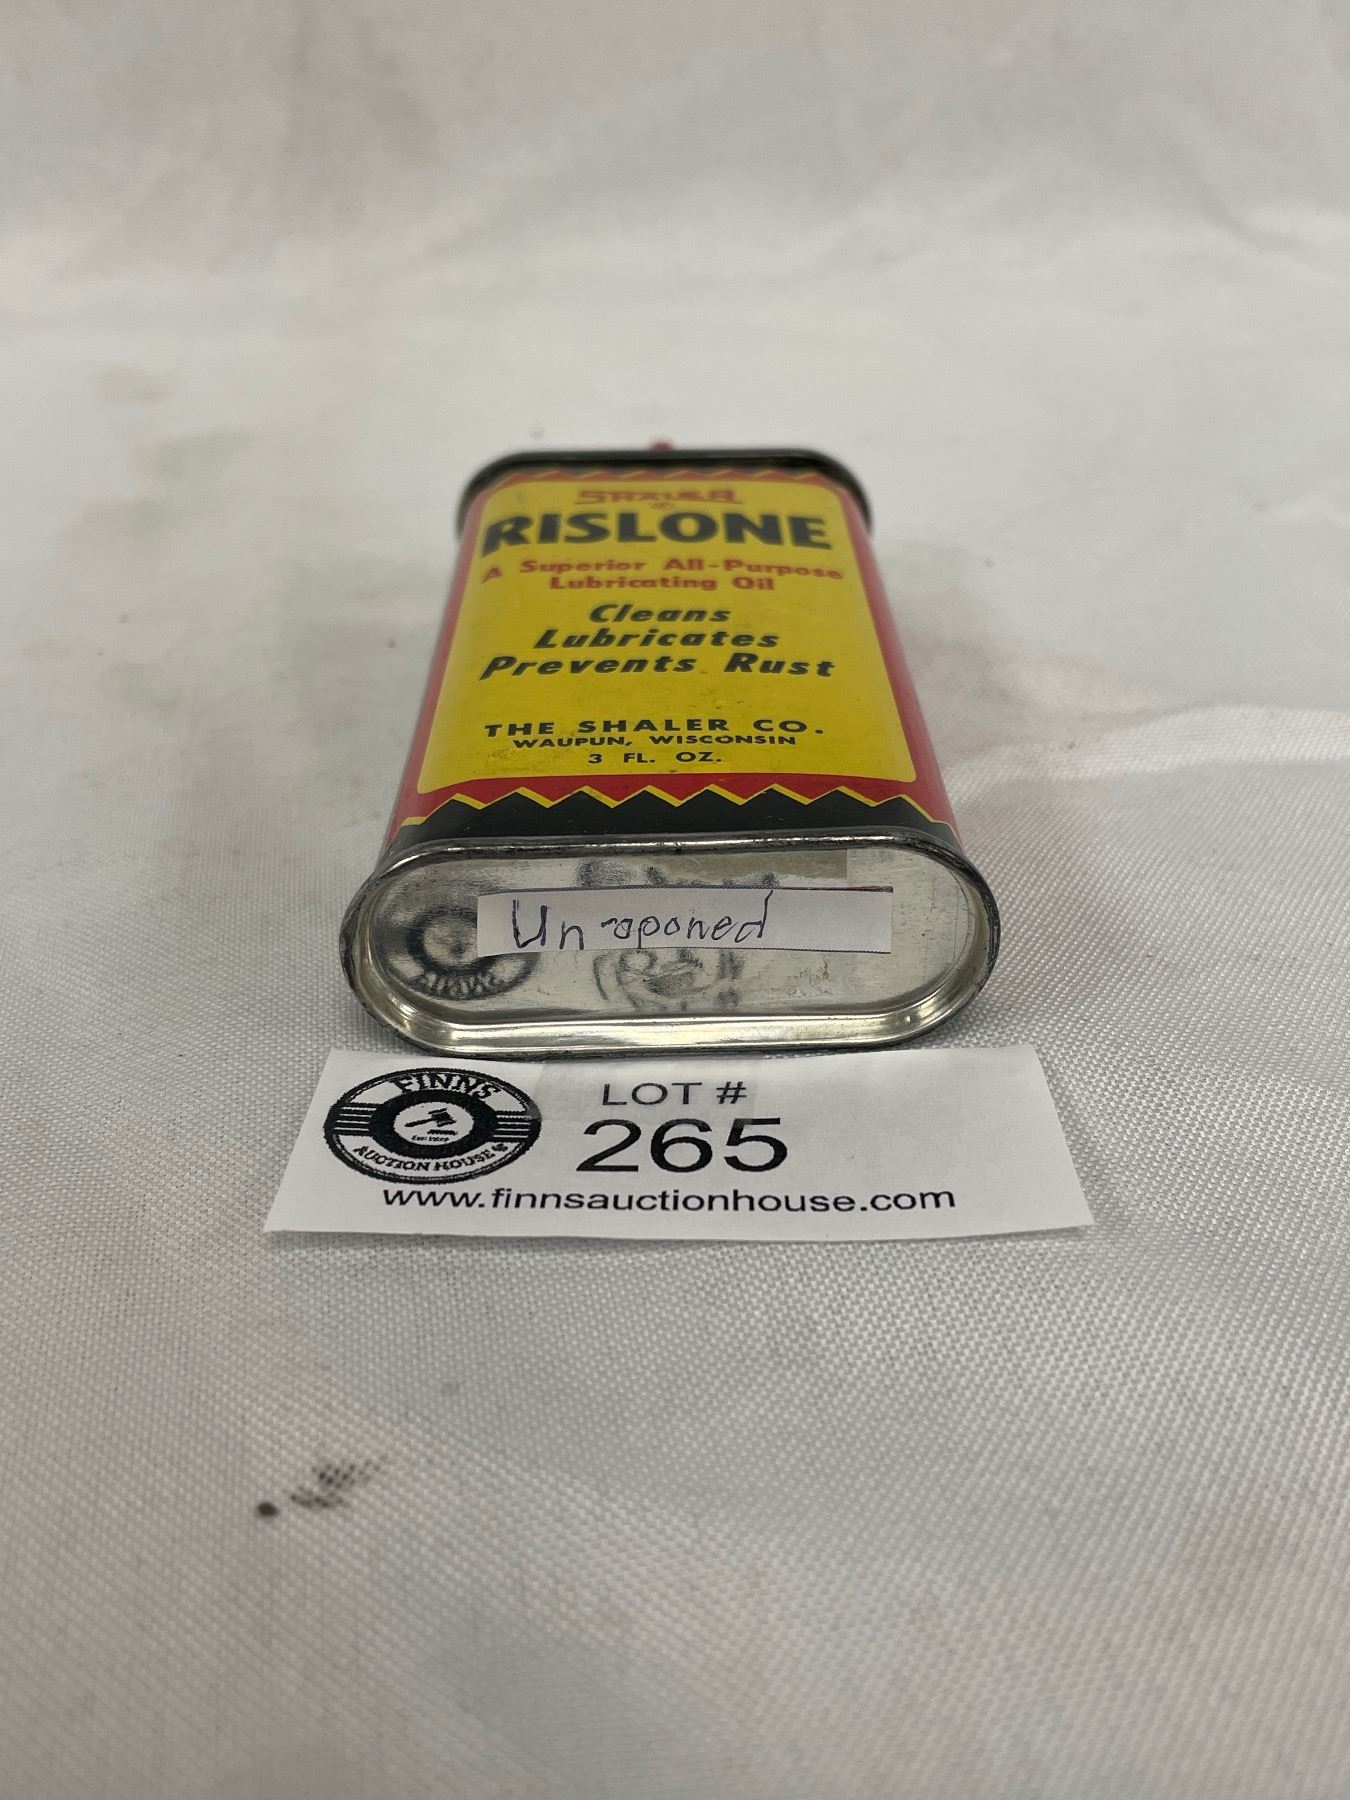 SHALER
®
RISLONE
A Superior All-Purpose
Lubricating Oil
Cleans
Lubricates
Prevents Rust
THE SHALER CO.
WAUPUN, WISCONSIN
3 FL. OZ.
Un-oponed
FINNS
AUCTION HOUSE
LOT #
265
www.finnsauctionhouse.com